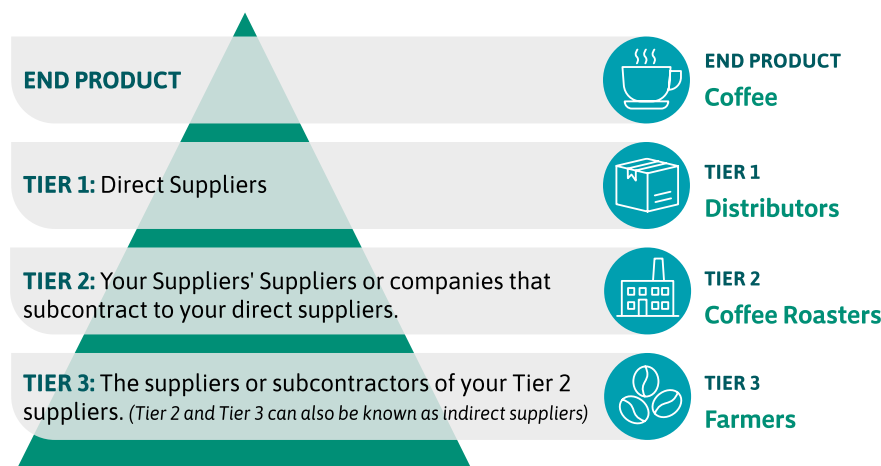 END PRODUCT
END PRODUCT
Coffee
TIER 1: Direct Suppliers
TIER 1
Distributors
TIER 2: Your Suppliers' Suppliers or companies that
subcontract to your direct suppliers.
TIER 2
Coffee Roasters
TIER 3: The suppliers or subcontractors of your Tier 2
suppliers. (Tier 2 and Tier 3 can also be known as indirect suppliers)
TIER 3
Farmers